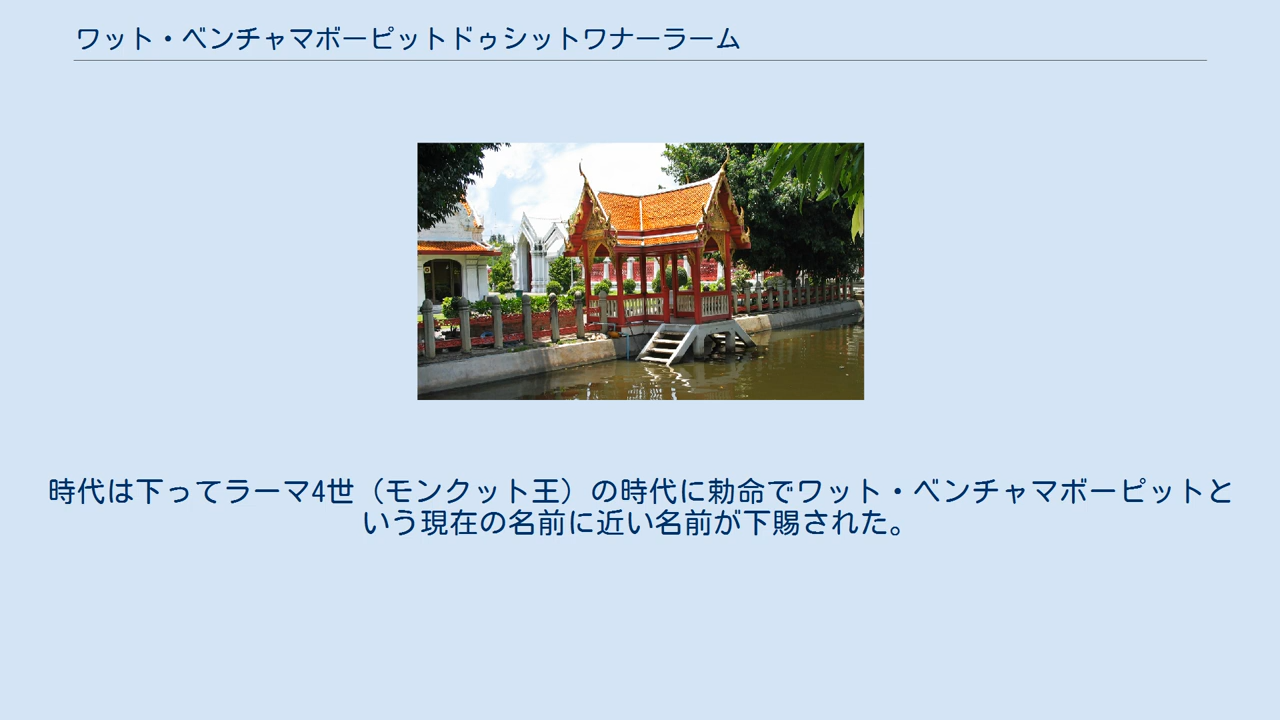 ワット・ベンチャマボーピットドゥシットワナーラーム
時代は下ってラーマ4世（モンクット王）の時代に勅命でワット・ベンチャマボーピットと
いう現在の名前に近い名前が下賜された。